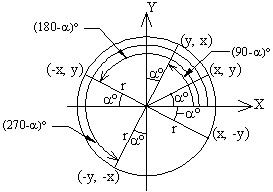 Y
(180-α)°
(y, x)
(90-α)°
(-x, y)
α°
(x, y)
r
r
α°
α°
X
α°
r
α°
r
(x, -y)
(270-α)°
(-y, -x)